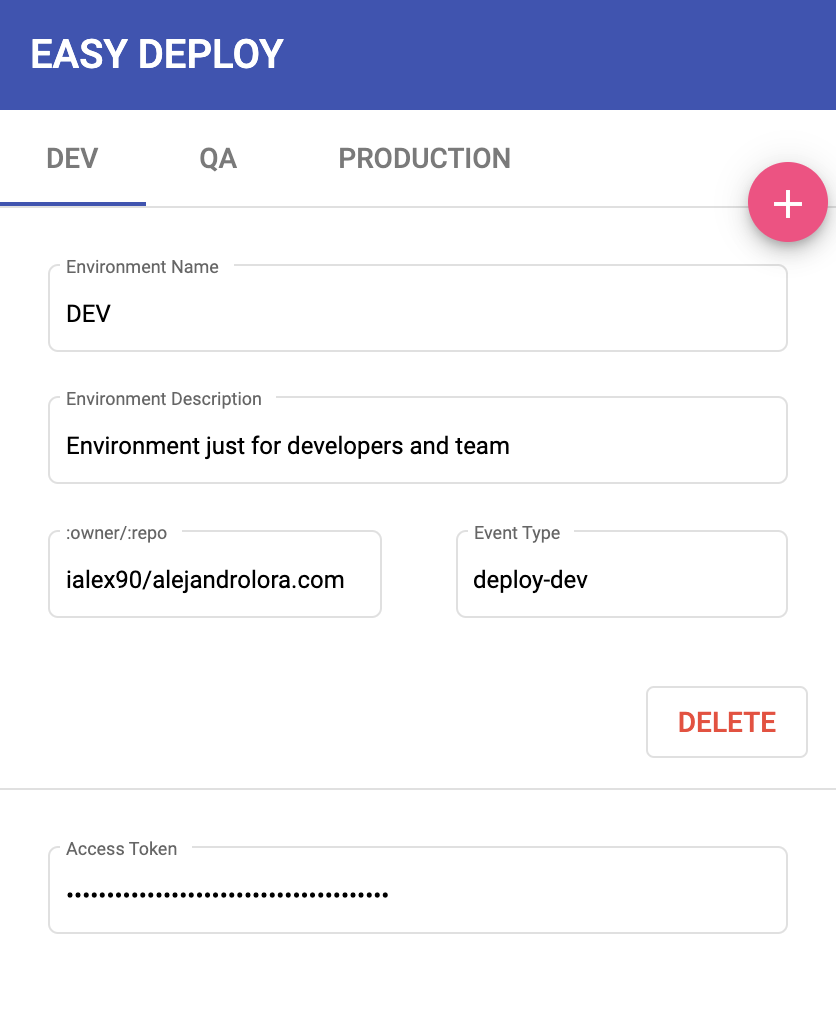 EASY DEPLOY
DEV QA PRODUCTION
+
Environment Name
DEV
Environment Description
Environment just for developers and team
:owner/:repo Event Type
ialex90/alejandrolora.com deploy-dev
DELETE
Access Token
••••••••••••••••••••••••••••••••••••••••